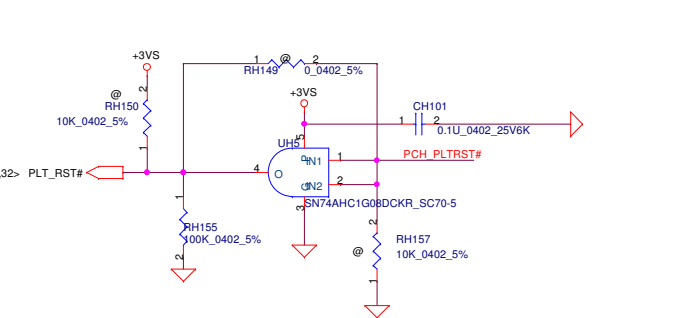 +3VS
1 @ 2
RH149 0_0402_5%
@ 2
RH150
10K_0402_5%
1
+3VS
CH101
1 2
0.1U_0402_25V6K
5
UH5
P
IN1 1
PCH_PLTRST#
32> PLT_RST#
4 O
G
IN2 2
SN74AHC1G08DCKR_SC70-5
3
1
RH155
100K_0402_5%
2
2
RH157
@
10K_0402_5%
1